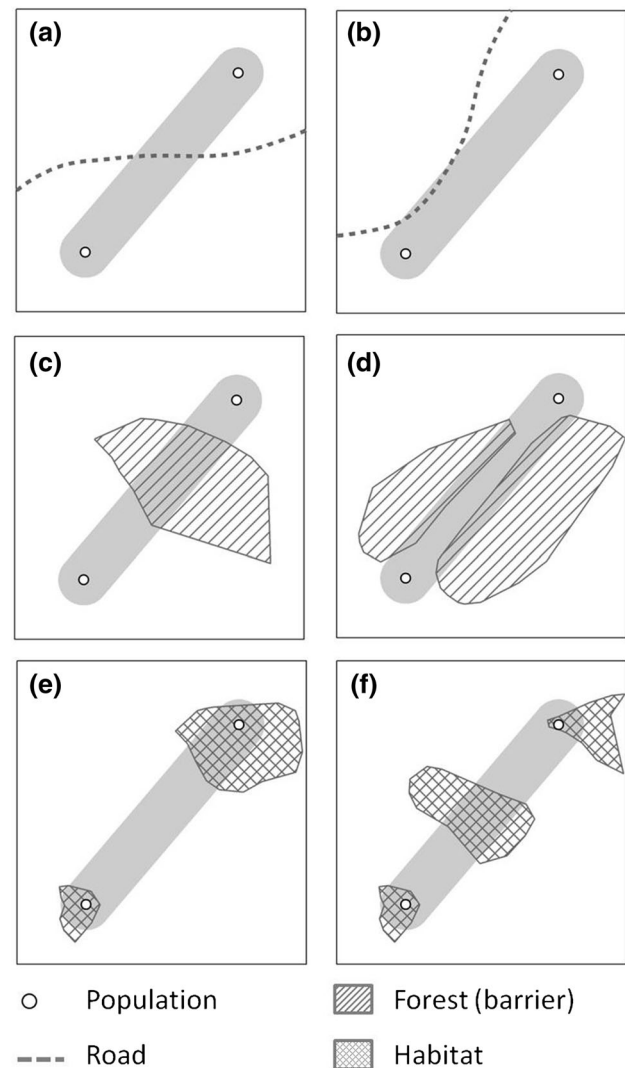 (a) (b)
(c) (d)
(e) (f)
Population Forest (barrier)
Road Habitat